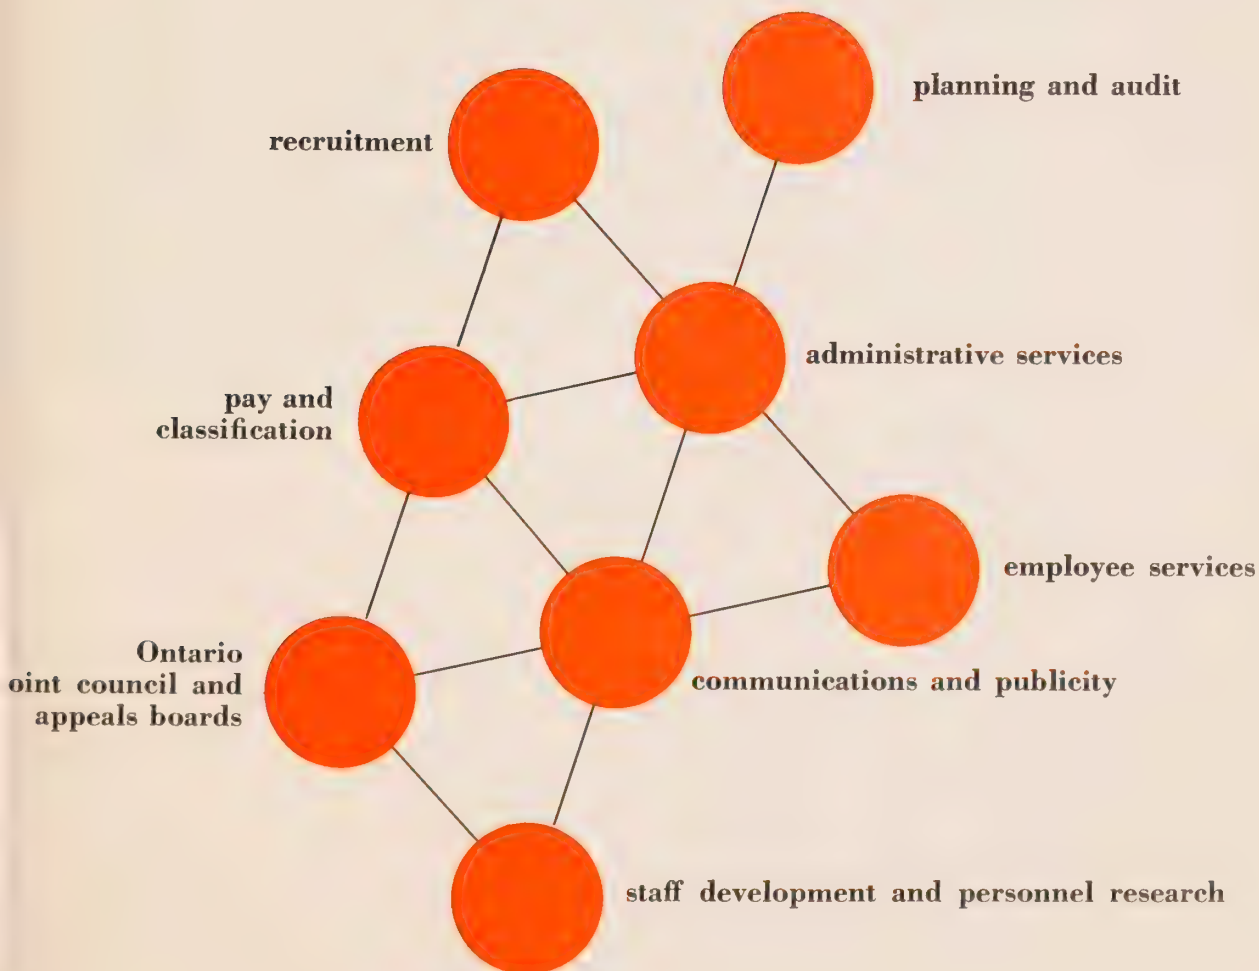 planning and audit
recruitment
administrative services
pay and
classification
employee services
Ontario
oint council and
appeals boards
communications and publicity
staff development and personnel research